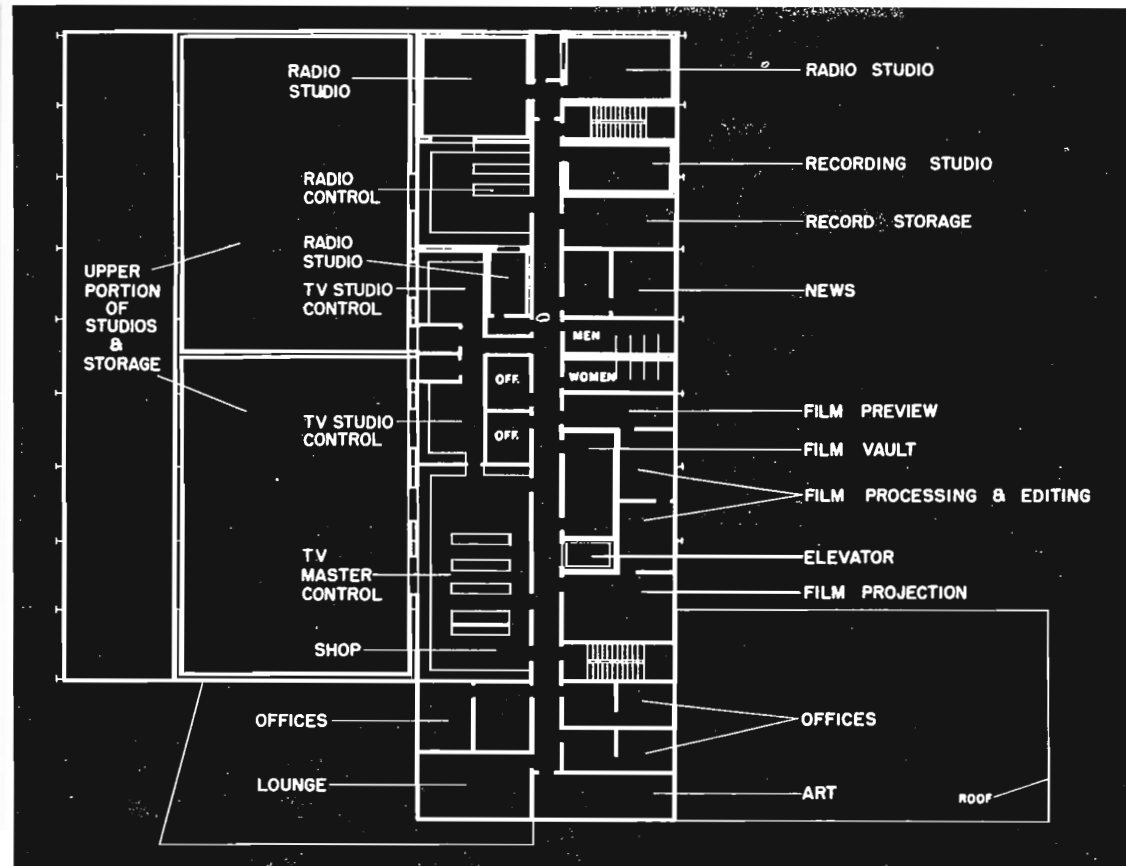 RADIO
STUDIO
RADIO
CONTROL
RADIO
STUDIO
TV STUDIO
CONTROL
UPPER
PORTION
OF
STUDIOS
&
STORAGE
TV STUDIO
CONTROL
TV
MASTER
CONTROL
SHOP
OFFICES
LOUNGE
MEN
WOMEN
OFF.
OFF.
RADIO STUDIO
RECORDING STUDIO
RECORD STORAGE
NEWS
FILM PREVIEW
FILM VAULT
FILM PROCESSING & EDITING
ELEVATOR
FILM PROJECTION
OFFICES
ART
ROOF